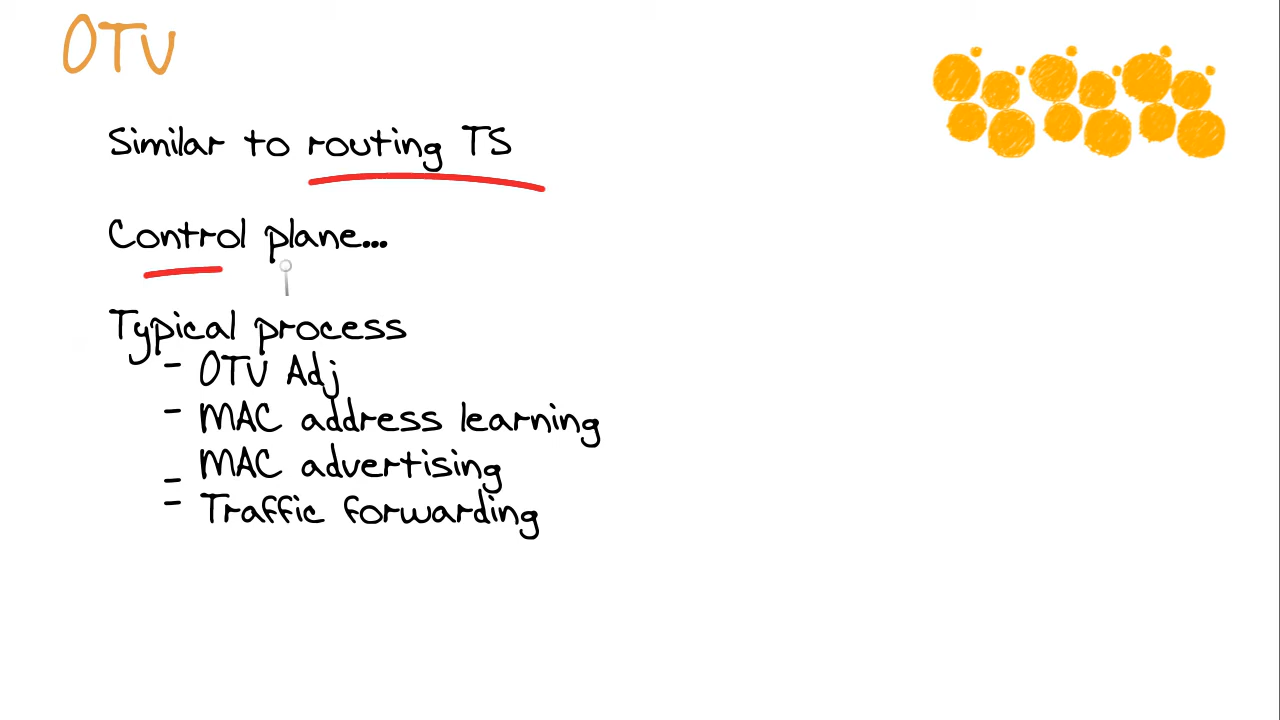 OTV
Similar to routing TS
Control plane...
Typical process
- OTV Adj
- MAC address learning
- MAC advertising
- Traffic forwarding